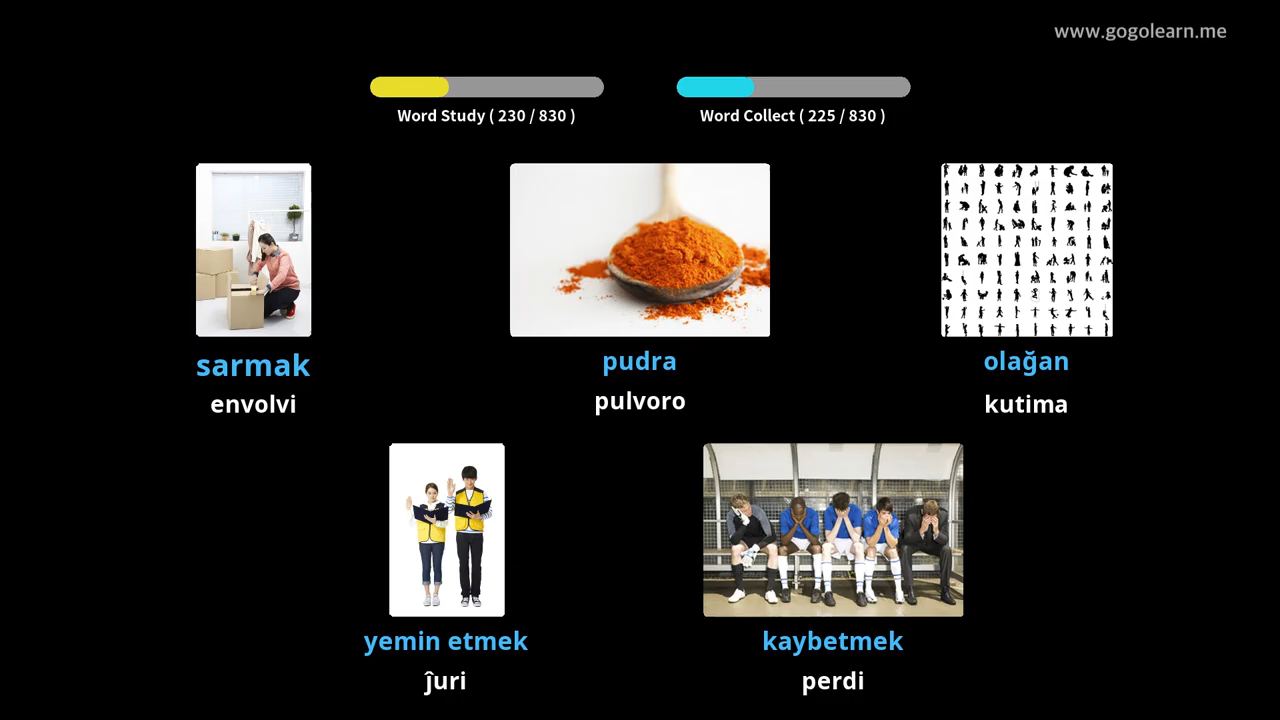 www.gogolearn.me
Word Study ( 230 / 830 )
Word Collect ( 225 / 830 )
sarmak
envolvi
pudra
pulvoro
olağan
kutima
yemin etmek
ĵuri
kaybetmek
perdi